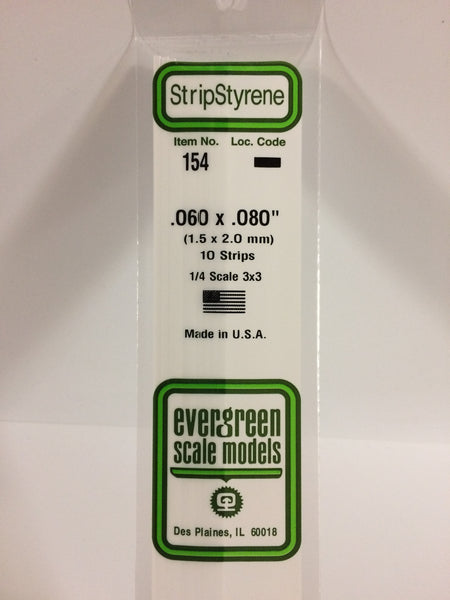 StripStyrene
Item No. Loc. Code
154
.060 x .080"
(1.5 x 2.0 mm)
10 Strips
1/4 Scale 3x3
Made in U.S.A.
evergreen
scale models
Des Plaines, IL 60018